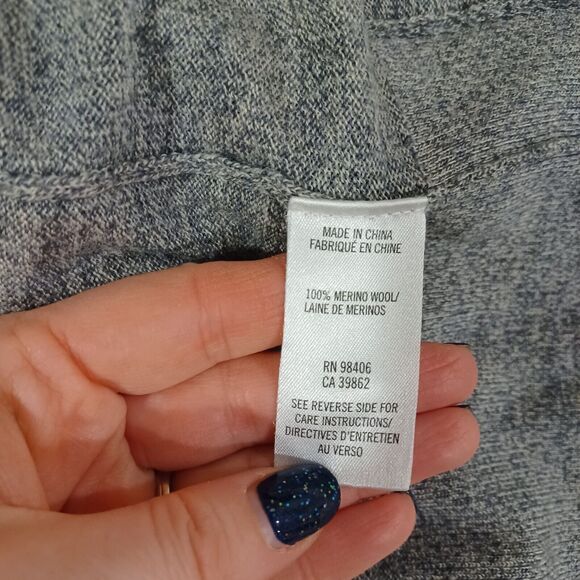 MADE IN CHINA
FABRIQUÉ EN CHINE
100% MERINO WOOL/
LAINE DE MERINOS
RN 98406
CA 39862
SEE REVERSE SIDE FOR
CARE INSTRUCTIONS/
DIRECTIVES D'ENTRETIEN
AU VERSO